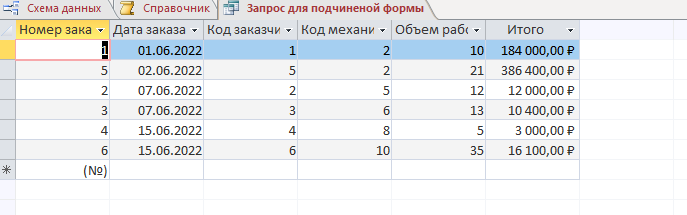 Схема данных Справочник Запрос для подчиненой формы
Номер зака Дата заказа Код заказчи Код механи Объем рабо Итого
1 01.06.2022 1 2 10 184 000,00 ₽
5 02.06.2022 5 2 21 386 400,00 ₽
2 07.06.2022 2 5 12 12 000,00 ₽
3 07.06.2022 3 6 13 10 400,00 ₽
4 15.06.2022 4 8 5 3 000,00 ₽
6 15.06.2022 6 10 35 16 100,00 ₽
(№)